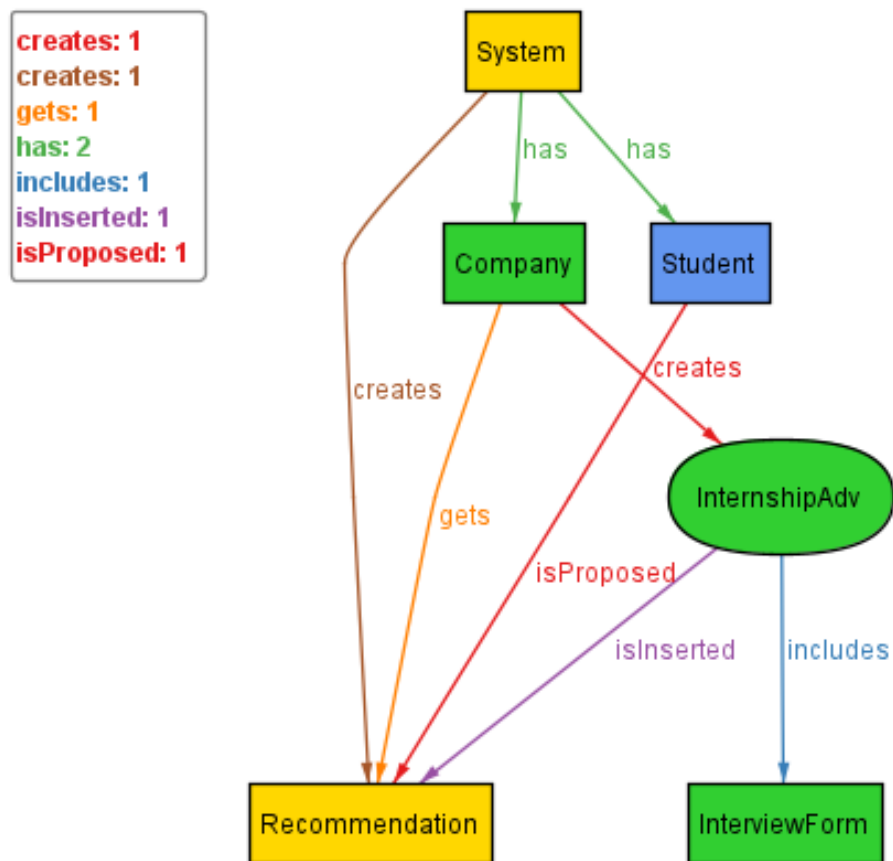 creates: 1
creates: 1
gets: 1
has: 2
includes: 1
isInserted: 1
isProposed: 1
System
has
has
Company
Student
creates
creates
InternshipAdv
gets
isProposed
isInserted
includes
Recommendation
InterviewForm